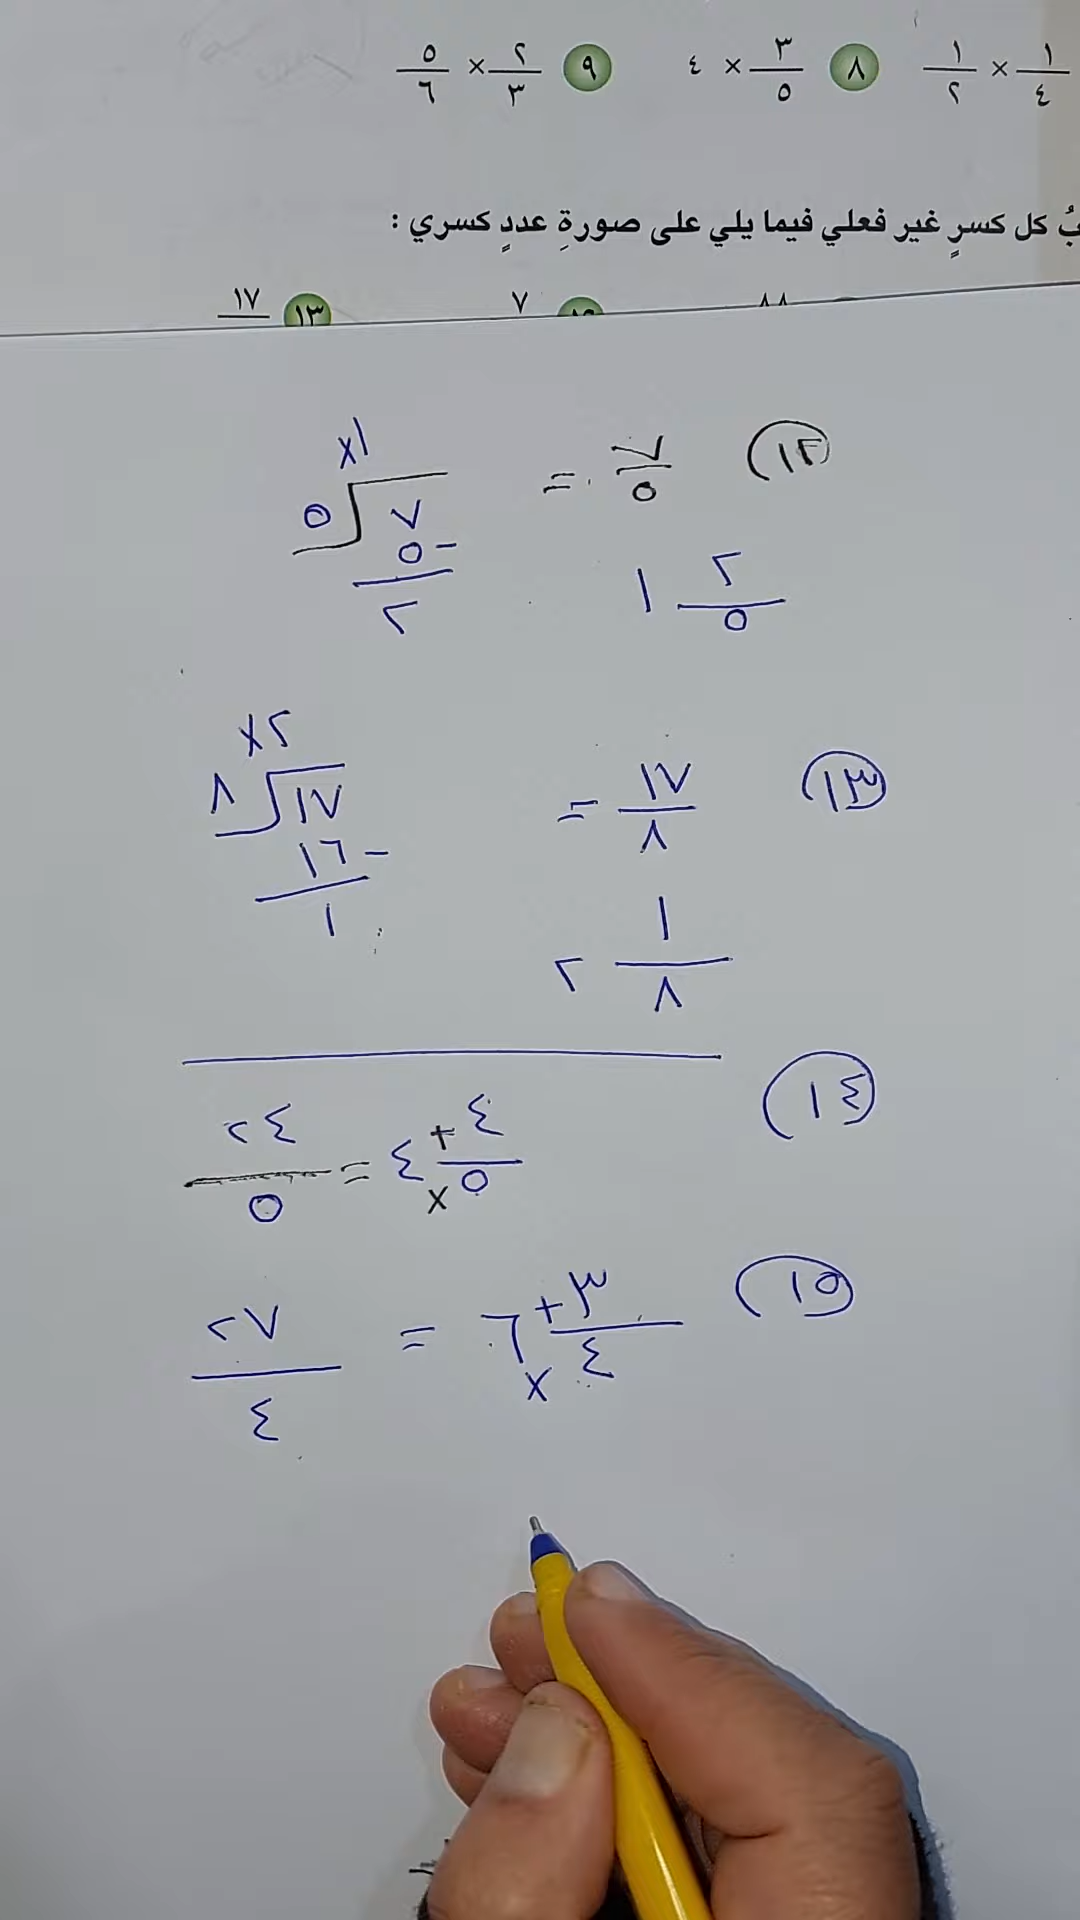 ١/٤ × ١/٢ ٨ ٣/٥ × ٤ ٩ ٢/٣ × ٥/٦
كل كسرٍ غير فعلي فيما يلي على صورةِ عددٍ كسري :
٧ ١٣ ١٧
١٢ ٧/٥ =
١ ٢/٥
×١
٥ ٧
٥ -
٢
١٣ ١٧/٨ =
٢ ١/٨
×٢
٨ ١٧
١٦ -
١
١٤ ٤ + ٤/٥ × = ٢٤/٥
١٥ ٦ + ٣/٤ × = ٢٧/٤